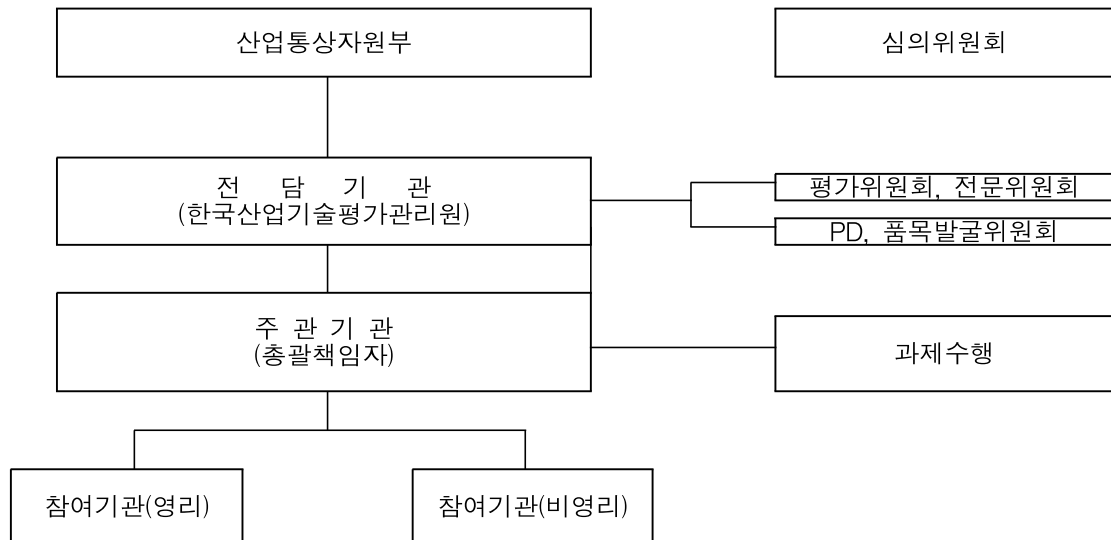 산업통상자원부
심의위원회
전 담 기 관
(한국산업기술평가관리원)
평가위원회, 전문위원회
PD, 품목발굴위원회
주 관 기 관
(총괄책임자)
과제수행
참여기관(영리)
참여기관(비영리)